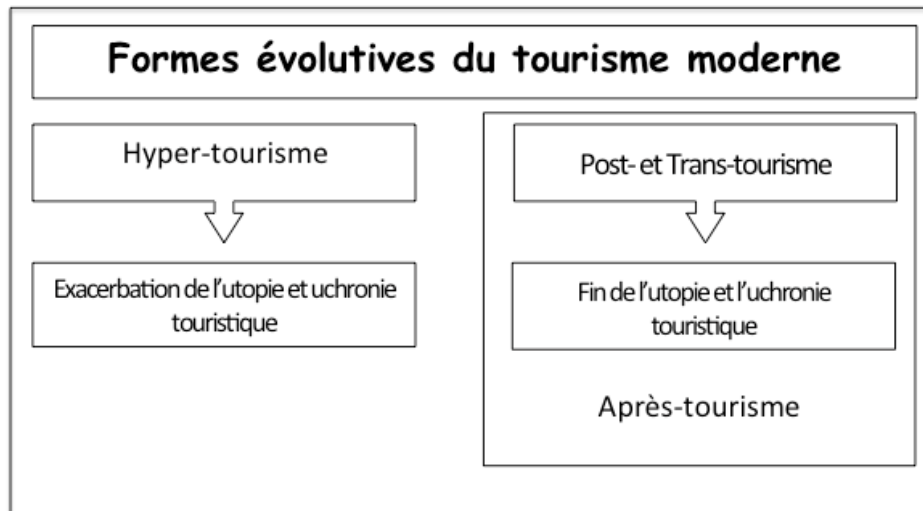 Formes évolutives du tourisme moderne
Hyper-tourisme
Exacerbation de l'utopie et uchronie
touristique
Post- et Trans-tourisme
Fin de l'utopie et l'uchronie
touristique
Après-tourisme